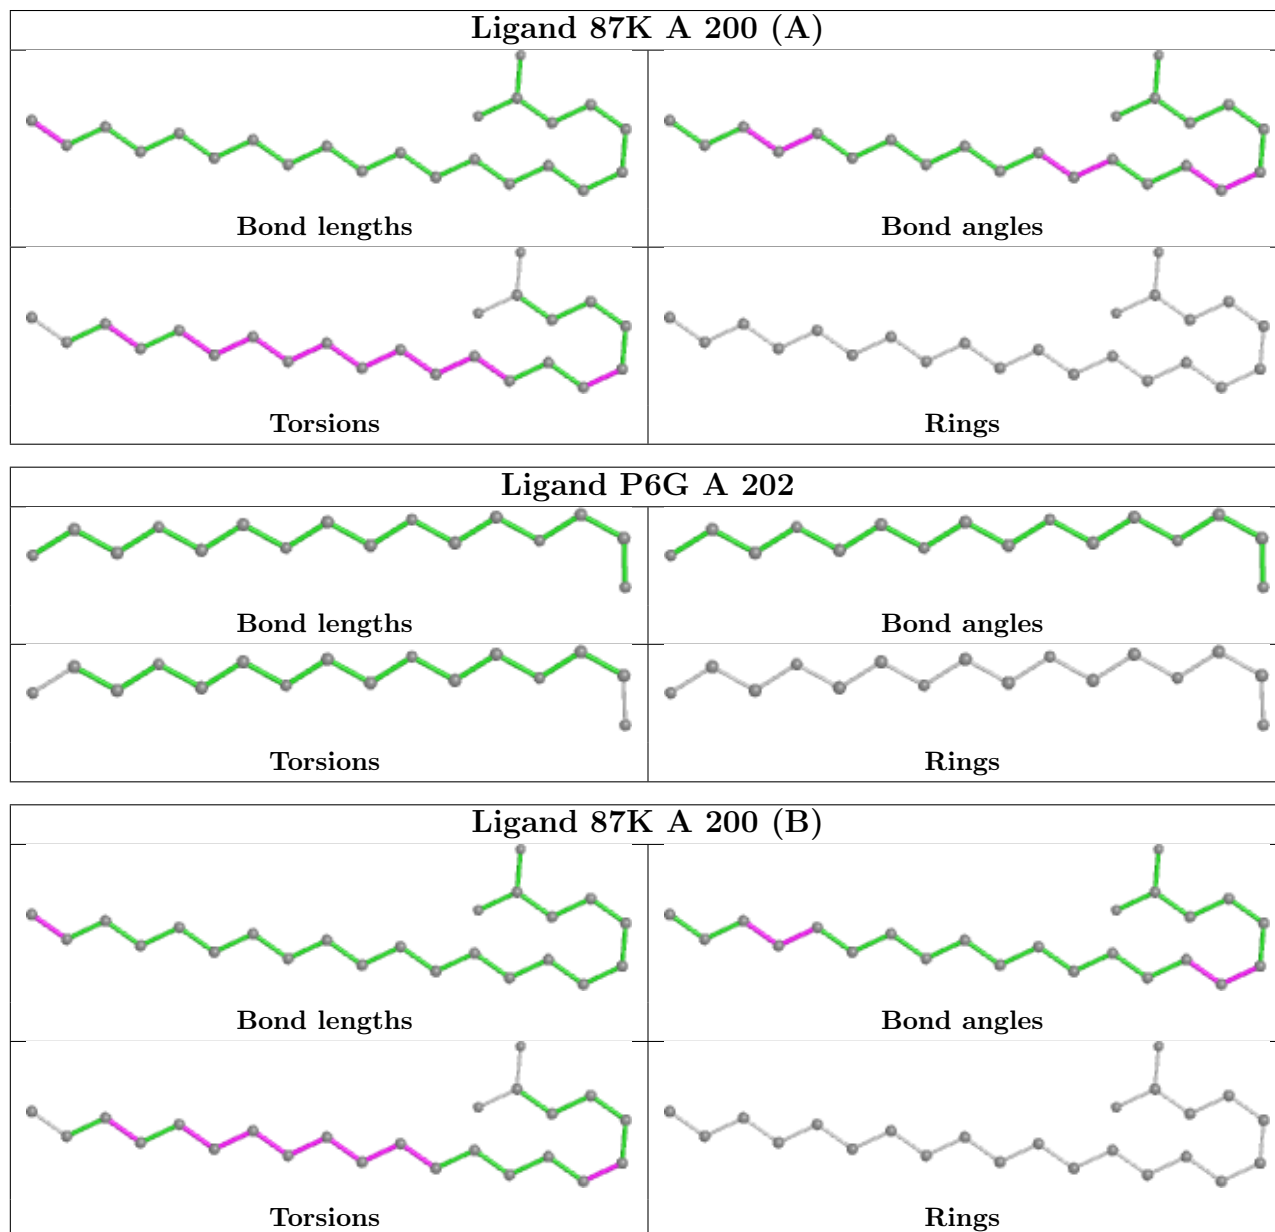 Ligand 87K A 200 (A)
Bond lengths
Bond angles
Torsions
Rings
Ligand P6G A 202
Bond lengths
Bond angles
Torsions
Rings
Ligand 87K A 200 (B)
Bond lengths
Bond angles
Torsions
Rings